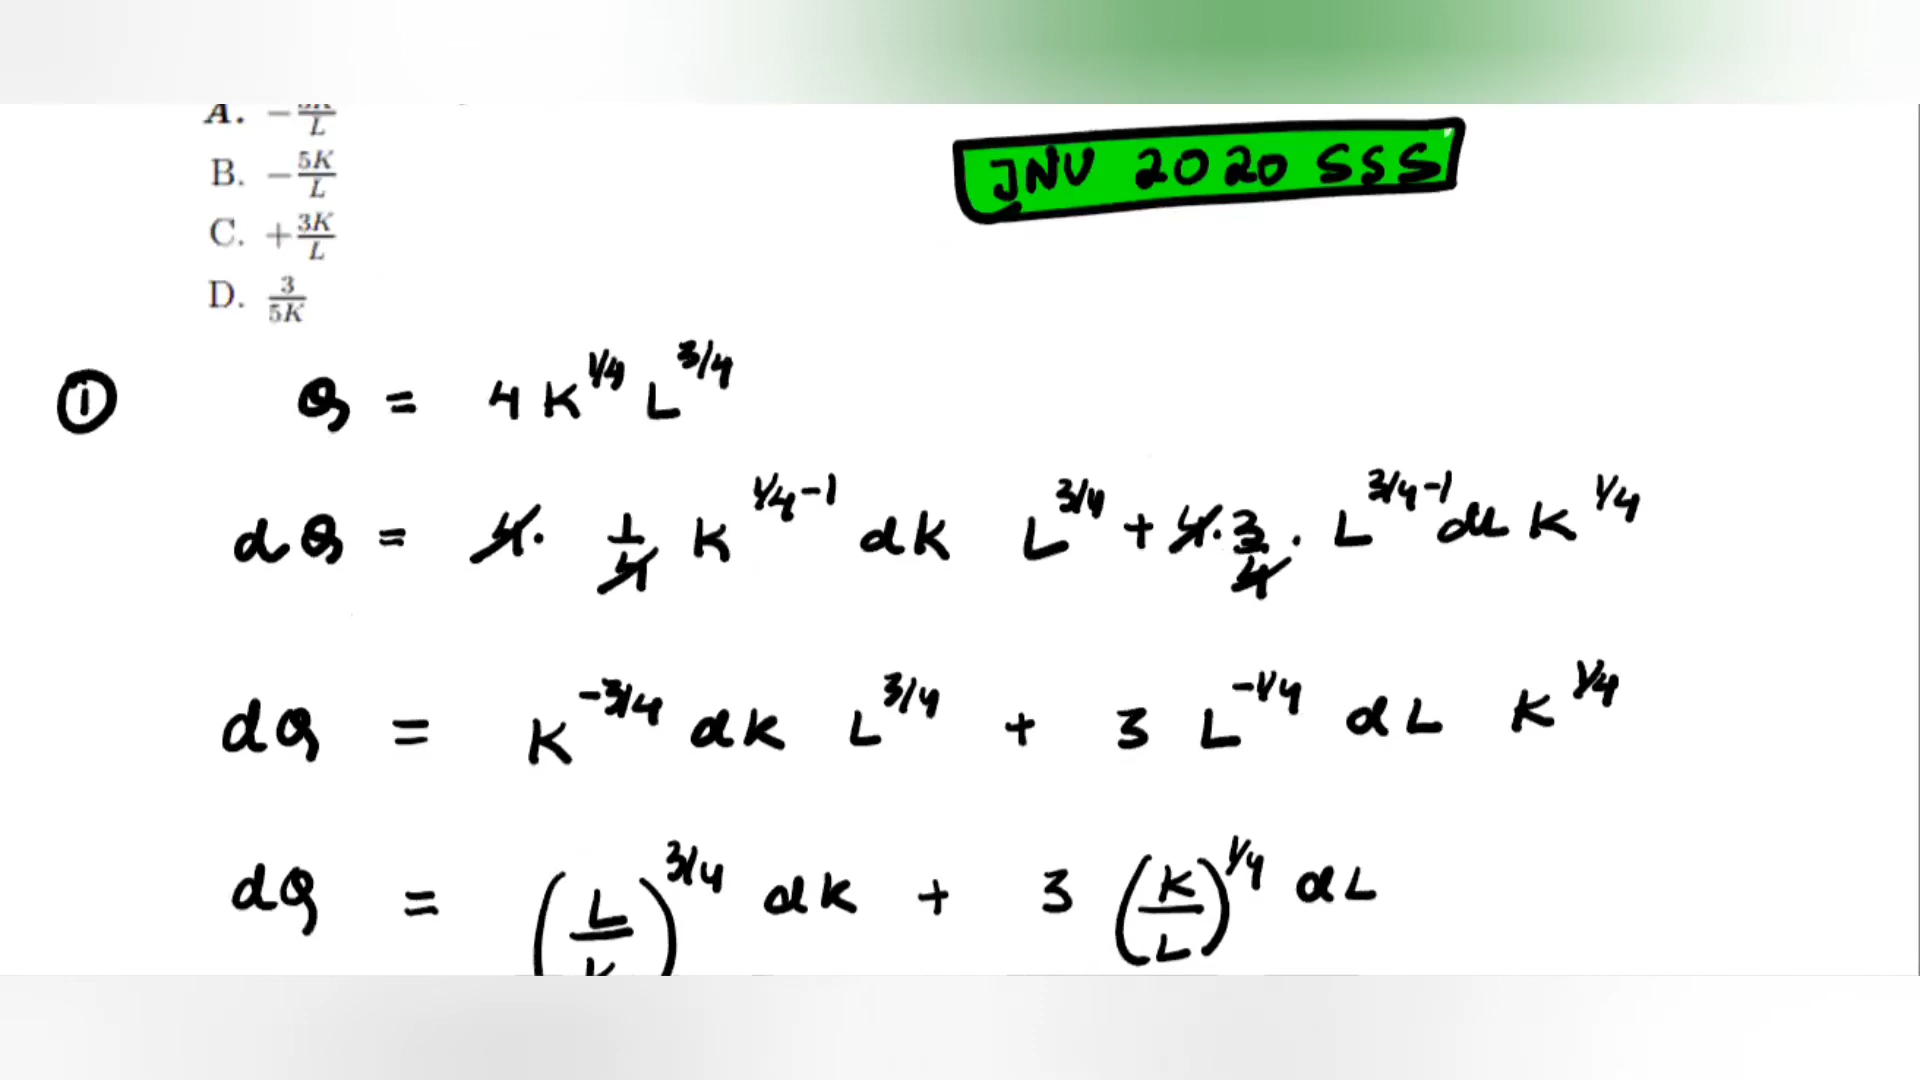 A. −3K/L
B. −5K/L
C. +3K/L
D. 3/5K
JNU 2020 SSS
① Q = 4 K^1/4 L^3/4
dQ = 4. 1/4 K^1/4-1 dK L^3/4 + 4.3/4 . L^3/4-1 dL K^1/4
dQ = K^-3/4 dK L^3/4 + 3 L^-1/4 dL K^1/4
dQ = (L/K)^3/4 dK + 3 (K/L)^1/4 dL